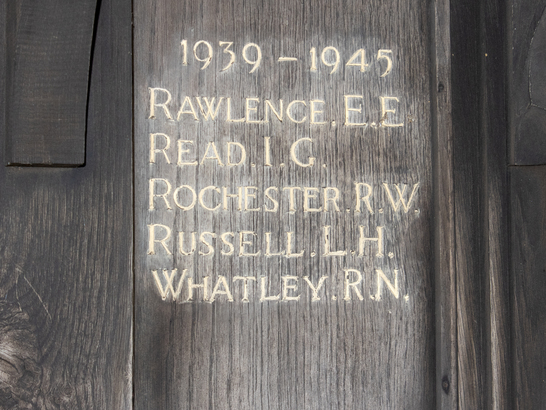 1939 – 1945
RAWLENCE. E. E.
READ. I. G.
ROCHESTER. R. W.
RUSSELL. L. H.
WHATLEY. R. N.